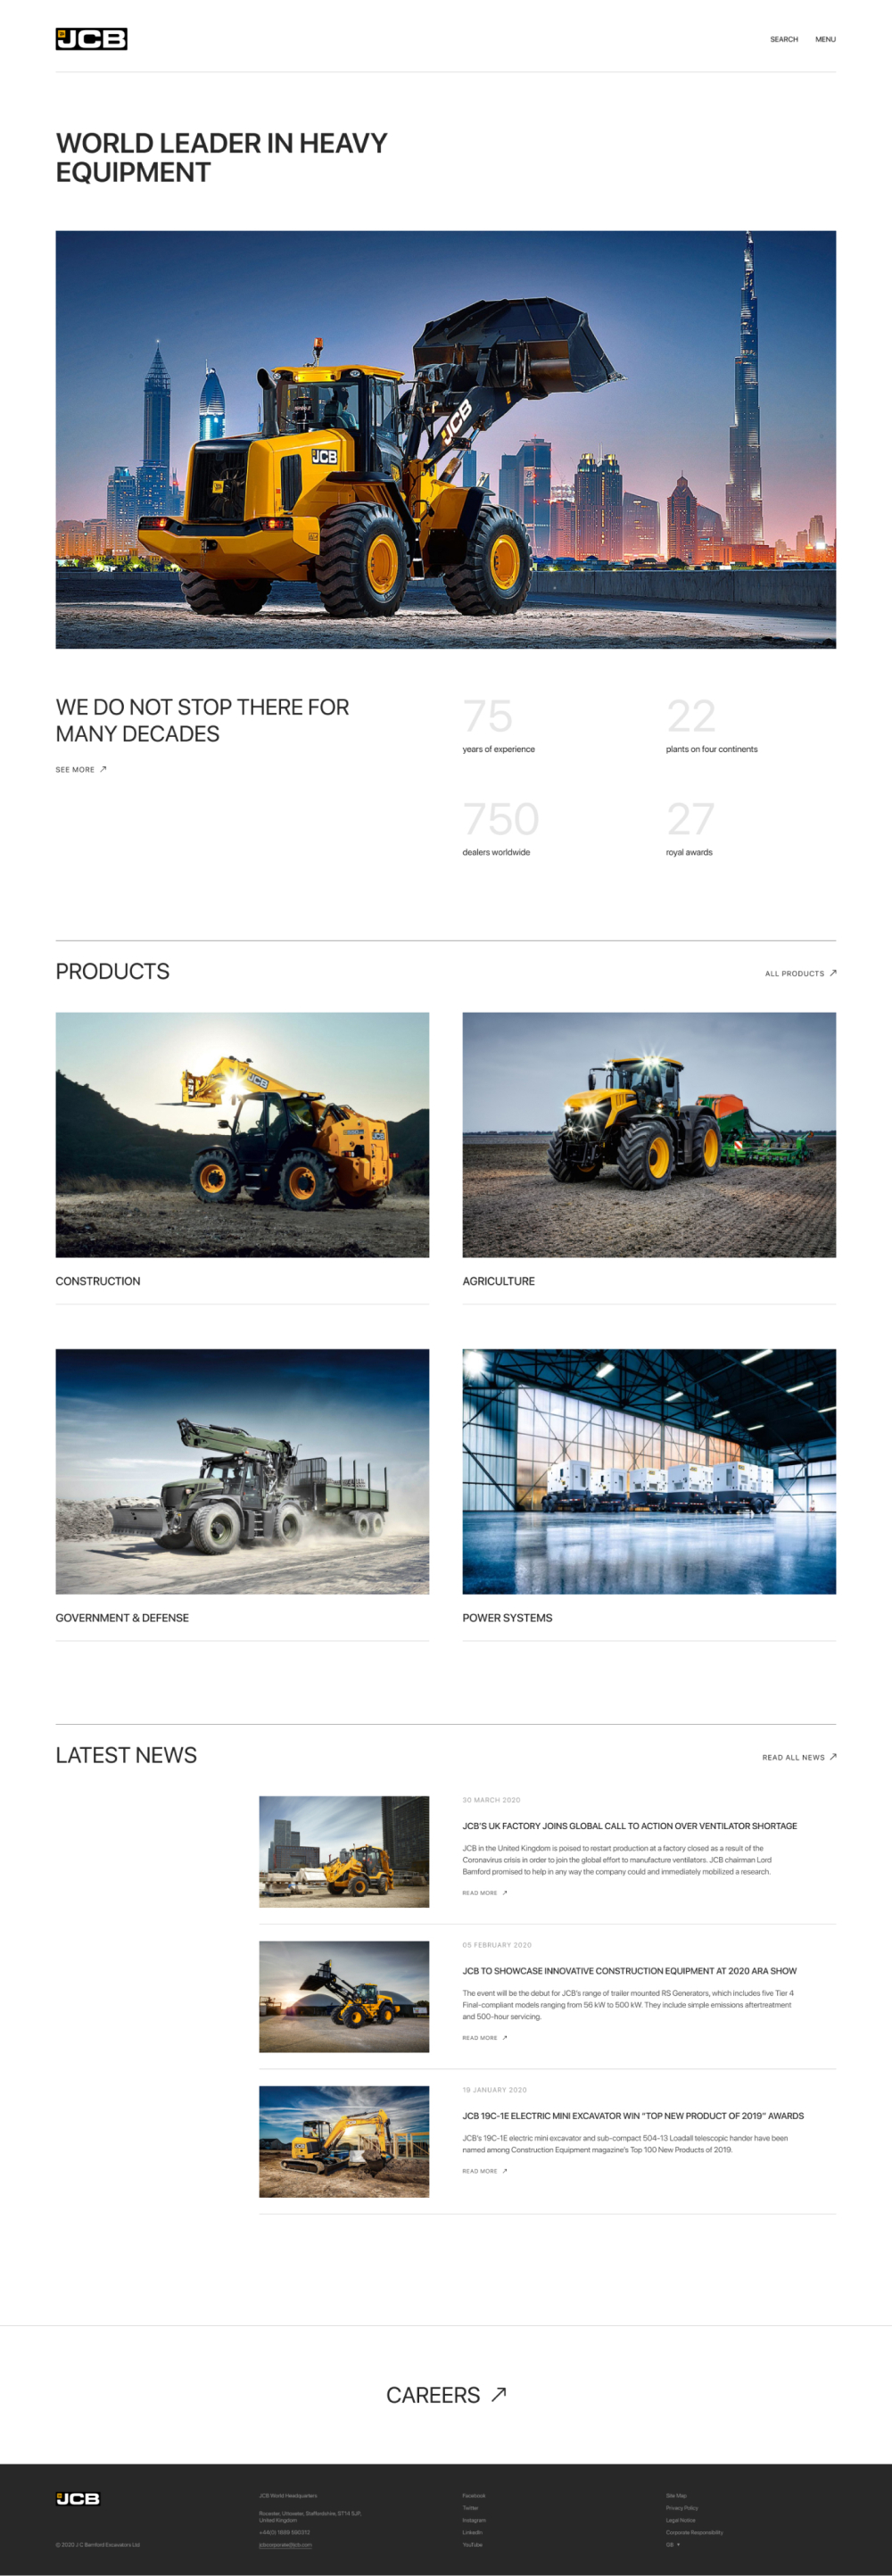 JCB
SEARCH MENU
WORLD LEADER IN HEAVY
EQUIPMENT
JCB
JCB
WE DO NOT STOP THERE FOR
MANY DECADES
SEE MORE
75
years of experience
22
plants on four continents
750
dealers worldwide
27
royal awards
PRODUCTS
ALL PRODUCTS
JCB
CONSTRUCTION
AGRICULTURE
GOVERNMENT & DEFENSE
POWER SYSTEMS
LATEST NEWS
READ ALL NEWS
30 MARCH 2020
JCB'S UK FACTORY JOINS GLOBAL CALL TO ACTION OVER VENTILATOR SHORTAGE
JCB in the United Kingdom is poised to restart production at a factory closed as a result of the
Coronavirus crisis in order to join the global effort to manufacture ventilators. JCB chairman Lord
Bamford promised to help in any way the company could and immediately mobilized a research.
READ MORE
05 FEBRUARY 2020
JCB TO SHOWCASE INNOVATIVE CONSTRUCTION EQUIPMENT AT 2020 ARA SHOW
The event will be the debut for JCB's range of trailer mounted RS Generators, which includes five Tier 4
Final-compliant models ranging from 56 kW to 500 kW. They include simple emissions aftertreatment
and 500-hour servicing.
READ MORE
19 JANUARY 2020
JCB 19C-1E ELECTRIC MINI EXCAVATOR WIN "TOP NEW PRODUCT OF 2019" AWARDS
JCB's 19C-1E electric mini excavator and sub-compact 504-13 Loadall telescopic hander have been
named among Construction Equipment magazine's Top 100 New Products of 2019.
READ MORE
CAREERS
JCB
© 2020 J C Bamford Excavators Ltd
JCB World Headquarters
Rocester, Uttoxeter, Staffordshire, ST14 5JP,
United Kingdom
+44(0) 1889 590312
jcbcorporate@jcb.com
Facebook
Twitter
Instagram
LinkedIn
YouTube
Site Map
Privacy Policy
Legal Notice
Corporate Responsibility
GB